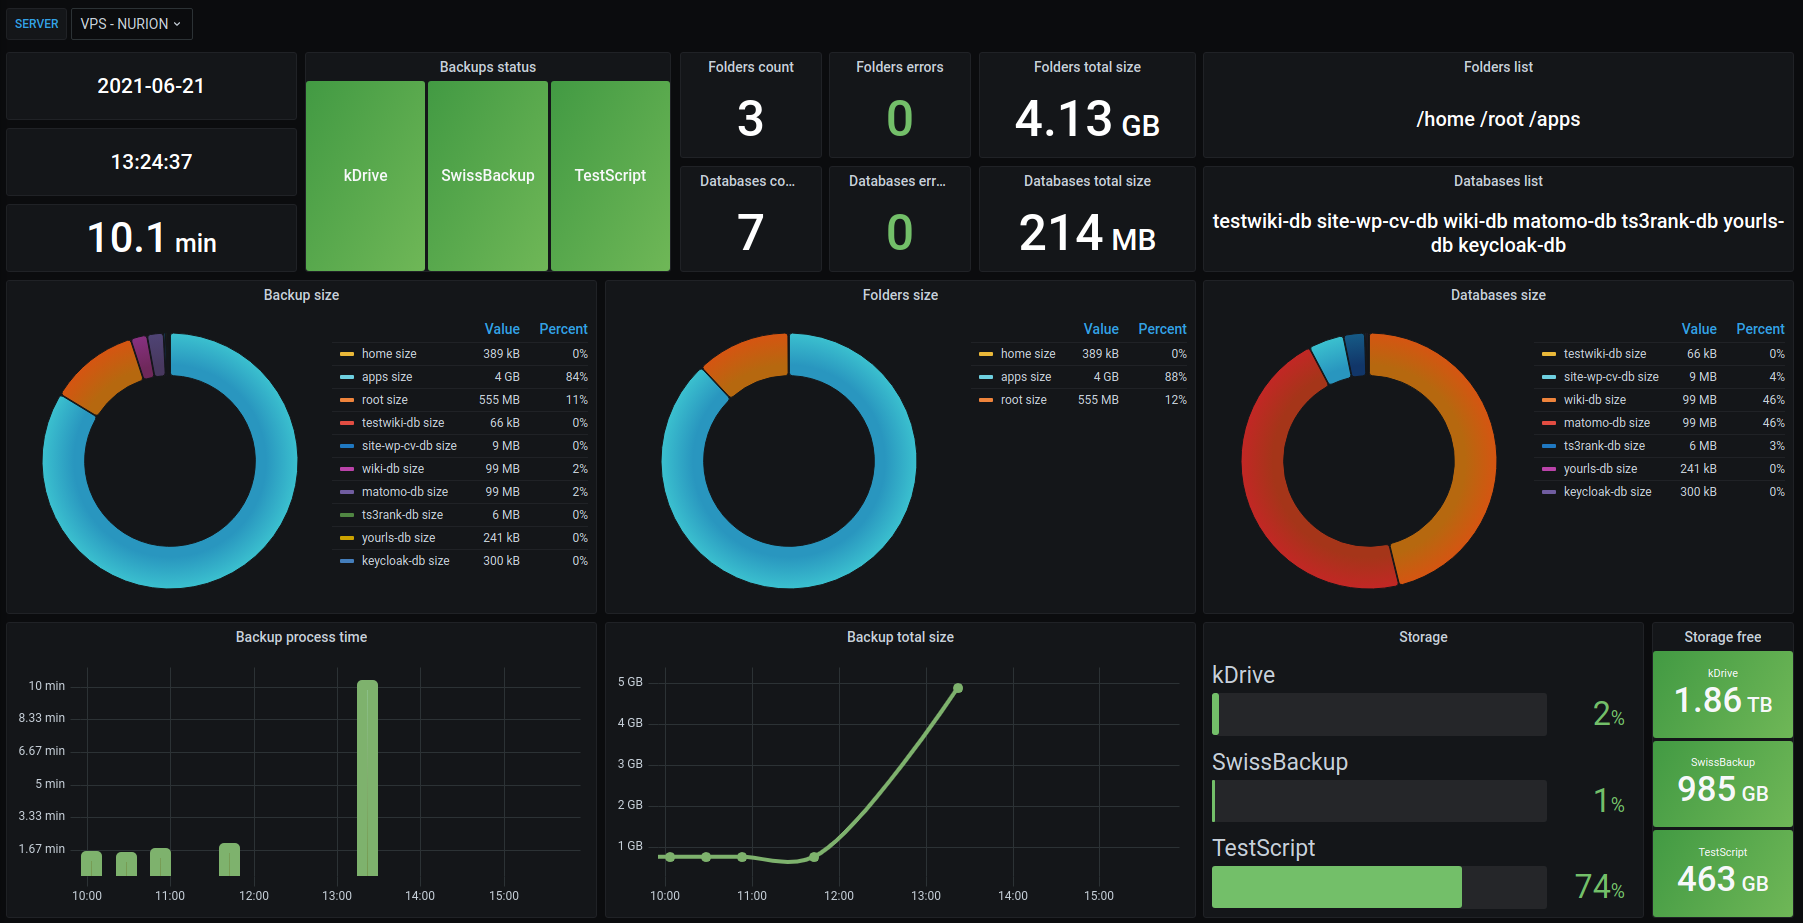 SERVER VPS - NURION
2021-06-21
13:24:37
10.1 min
Backups status
kDrive
SwissBackup
TestScript
Folders count
3
Folders errors
0
Folders total size
4.13 GB
Folders list
/home /root /apps
Databases co...
7
Databases err...
0
Databases total size
214 MB
Databases list
testwiki-db site-wp-cv-db wiki-db matomo-db ts3rank-db yourls-
db keycloak-db
Backup size
Value Percent
home size 389 kB 0%
apps size 4 GB 84%
root size 555 MB 11%
testwiki-db size 66 kB 0%
site-wp-cv-db size 9 MB 0%
wiki-db size 99 MB 2%
matomo-db size 99 MB 2%
ts3rank-db size 6 MB 0%
yourls-db size 241 kB 0%
keycloak-db size 300 kB 0%
Folders size
Value Percent
home size 389 kB 0%
apps size 4 GB 88%
root size 555 MB 12%
Databases size
Value Percent
testwiki-db size 66 kB 0%
site-wp-cv-db size 9 MB 4%
wiki-db size 99 MB 46%
matomo-db size 99 MB 46%
ts3rank-db size 6 MB 3%
yourls-db size 241 kB 0%
keycloak-db size 300 kB 0%
Backup process time
10 min
8.33 min
6.67 min
5 min
3.33 min
1.67 min
10:00 11:00 12:00 13:00 14:00 15:00
Backup total size
5 GB
4 GB
3 GB
2 GB
1 GB
10:00 11:00 12:00 13:00 14:00 15:00
Storage
kDrive
2%
SwissBackup
1%
TestScript
74%
Storage free
kDrive
1.86 TB
SwissBackup
985 GB
TestScript
463 GB